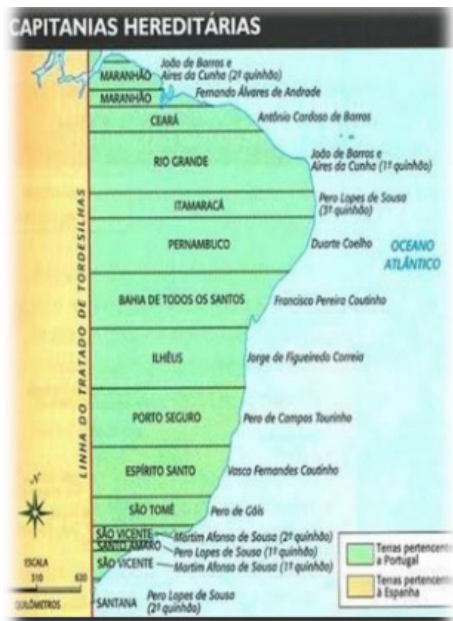 CAPITANIAS HEREDITÁRIAS
MARANHÃO
João de Barros e
Aires da Cunha (2º quinhão)
MARANHÃO
Fernando Álvares de Andrade
CEARÁ
Antônio Cardoso de Barros
RIO GRANDE
João de Barros e
Aires da Cunha (1º quinhão)
ITAMARACÁ
Pero Lopes de Sousa
(3º quinhão)
PERNAMBUCO
Duarte Coelho
OCEANO
ATLÂNTICO
BAHIA DE TODOS OS SANTOS
Francisco Pereira Coutinho
LINHA DO TRATADO DE TORDESILHAS
ILHÉUS
Jorge de Figueiredo Correia
PORTO SEGURO
Pero de Campos Tourinho
ESPÍRITO SANTO
Vasco Fernandes Coutinho
SÃO TOMÉ
Pero de Góis
N
SÃO VICENTE
Martim Afonso de Sousa (2º quinhão)
SANTO AMARO
Pero Lopes de Sousa (1º quinhão)
SÃO VICENTE
Martim Afonso de Sousa (1º quinhão)
SANTANA
Pero Lopes de Sousa
(2º quinhão)
ESCALA
310 620
QUILÔMETROS
Terras pertencent
a Portugal
Terras pertencent
à Espanha